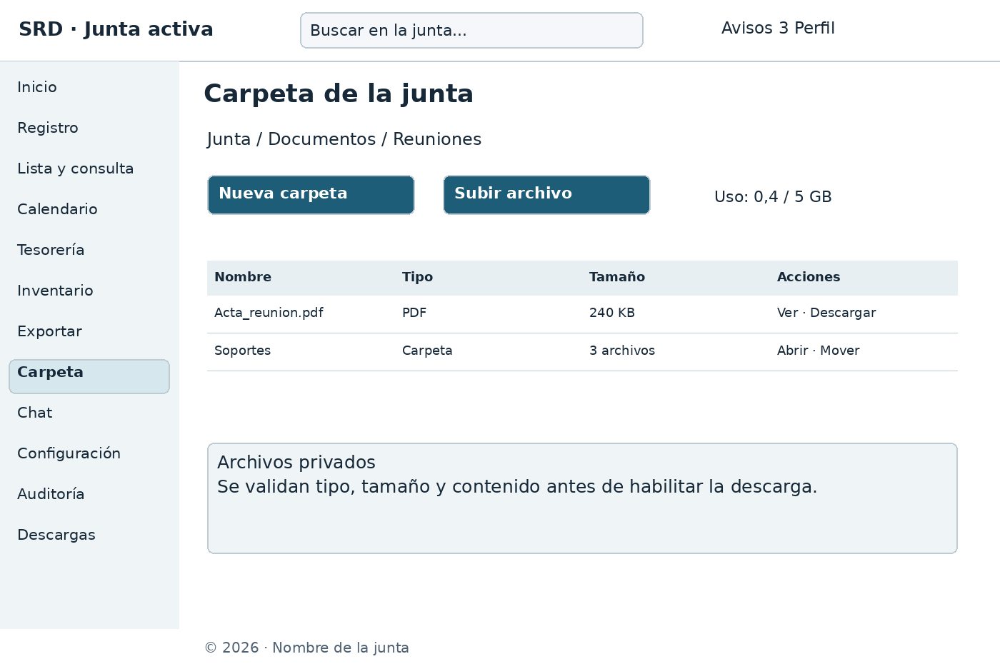 SRD · Junta activa
Buscar en la junta...
Avisos 3 Perfil
Inicio
Registro
Lista y consulta
Calendario
Tesorería
Inventario
Exportar
Carpeta
Chat
Configuración
Auditoría
Descargas
Carpeta de la junta
Junta / Documentos / Reuniones
Nueva carpeta
Subir archivo
Uso: 0,4 / 5 GB
Nombre Tipo Tamaño Acciones
Acta_reunion.pdf PDF 240 KB Ver · Descargar
Soportes Carpeta 3 archivos Abrir · Mover
Archivos privados
Se validan tipo, tamaño y contenido antes de habilitar la descarga.
© 2026 · Nombre de la junta